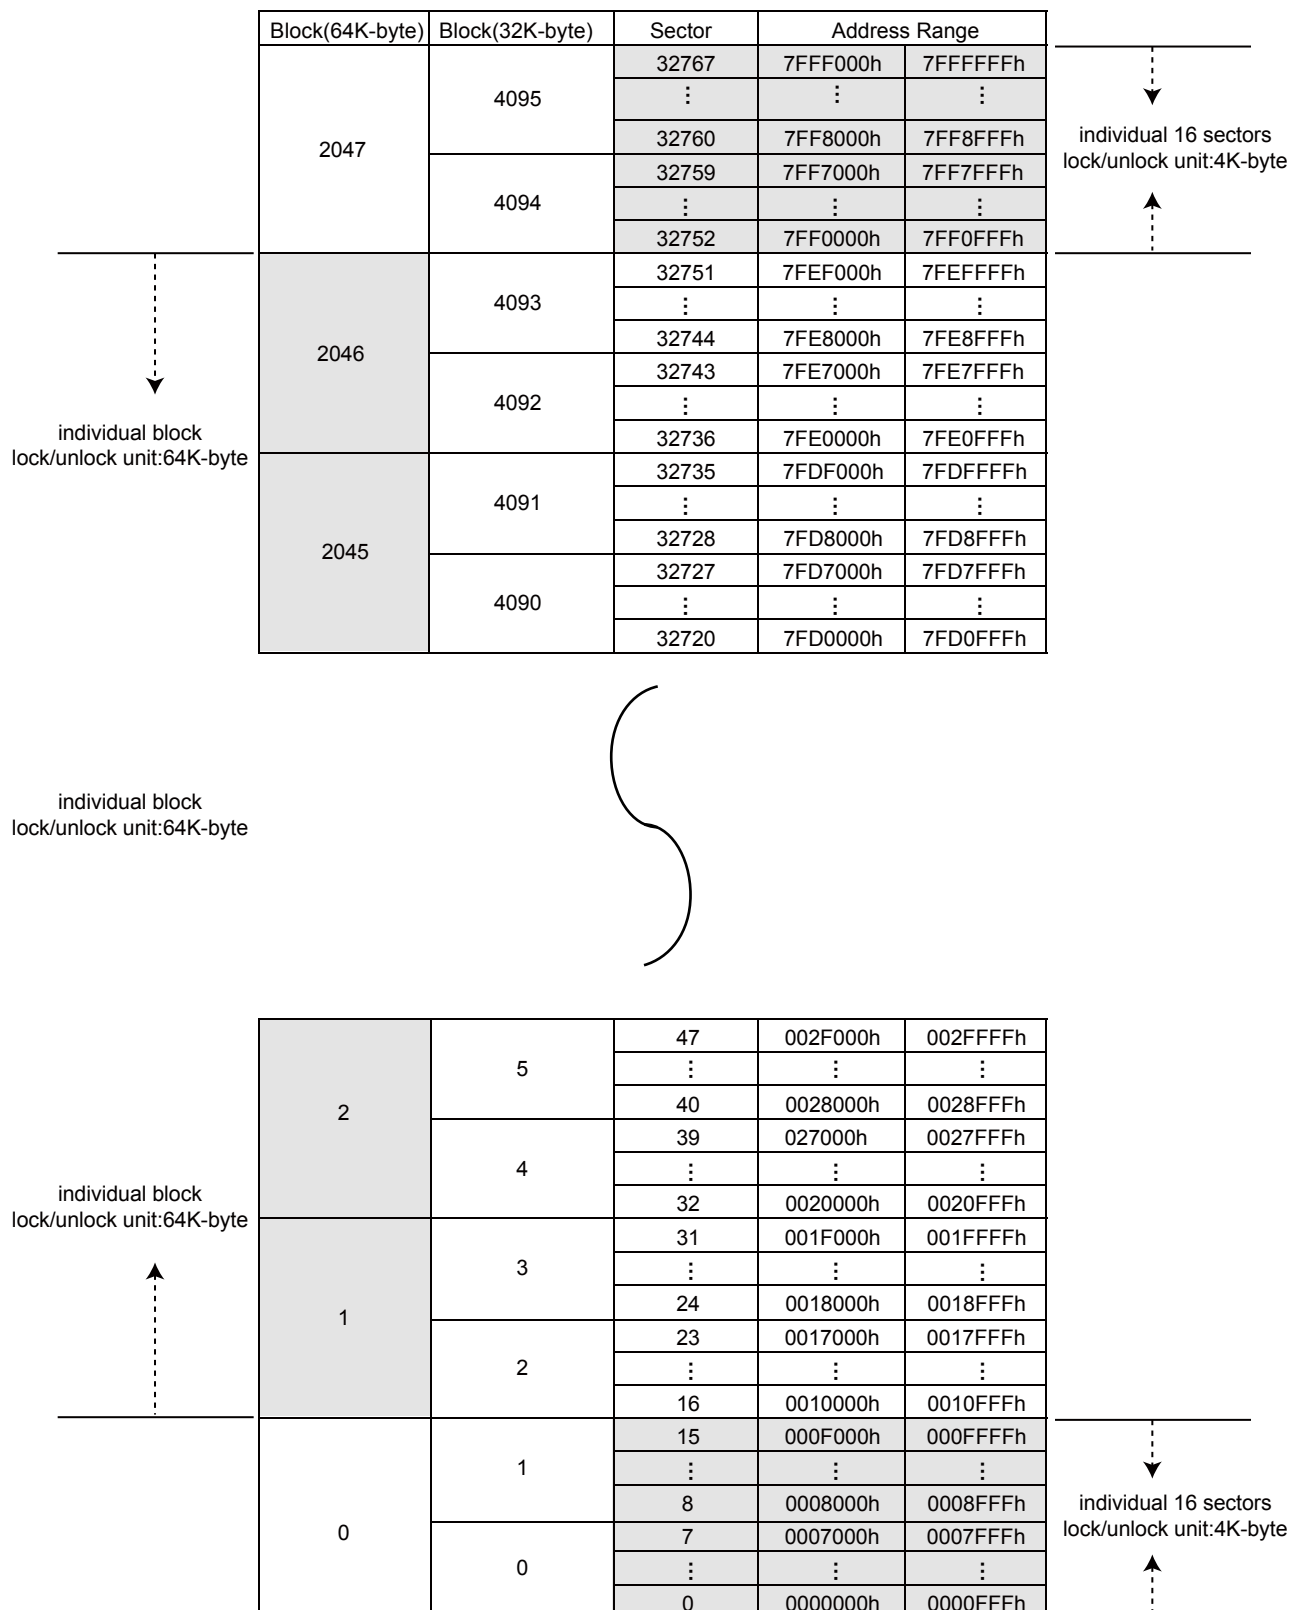 Block(64K-byte) Block(32K-byte) Sector Address Range
32767 7FFF000h 7FFFFFFh
4095
individual 16 sectors
lock/unlock unit:4K-byte
32760 7FF8000h 7FF8FFFh
2047
32759 7FF7000h 7FF7FFFh
4094
32752 7FF0000h 7FF0FFFh
32751 7FEF000h 7FEFFFFh
4093
32744 7FE8000h 7FE8FFFh
2046
32743 7FE7000h 7FE7FFFh
4092
individual block
lock/unlock unit:64K-byte
32736 7FE0000h 7FE0FFFh
32735 7FDF000h 7FDFFFFh
4091
32728 7FD8000h 7FD8FFFh
2045
32727 7FD7000h 7FD7FFFh
4090
32720 7FD0000h 7FD0FFFh
individual block
lock/unlock unit:64K-byte
47 002F000h 002FFFFh
5
40 0028000h 0028FFFh
2
39 027000h 0027FFFh
4
individual block
lock/unlock unit:64K-byte
32 0020000h 0020FFFh
31 001F000h 001FFFFh
3
24 0018000h 0018FFFh
1
23 0017000h 0017FFFh
2
16 0010000h 0010FFFh
15 000F000h 000FFFFh
1
8 0008000h 0008FFFh
individual 16 sectors
lock/unlock unit:4K-byte
0
7 0007000h 0007FFFh
0
0 0000000h 0000FFFh